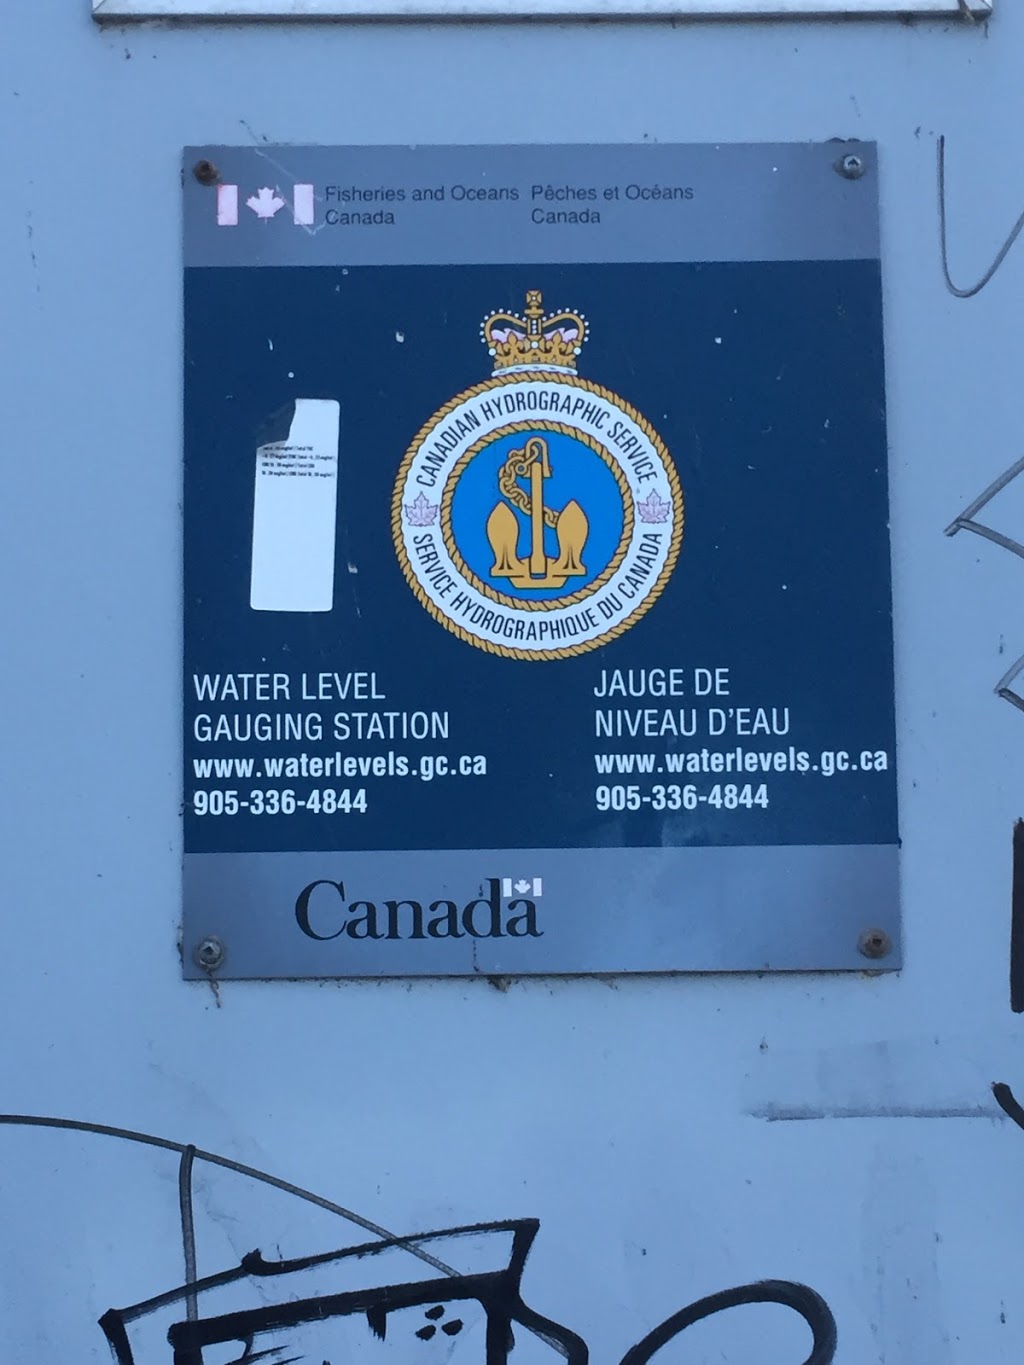 Fisheries and Oceans
Canada
Pêches et Océans
Canada
CANADIAN HYDROGRAPHIC SERVICE
SERVICE HYDROGRAPHIQUE DU CANADA
WATER LEVEL
GAUGING STATION
www.waterlevels.gc.ca
905-336-4844
JAUGE DE
NIVEAU D'EAU
www.waterlevels.gc.ca
905-336-4844
Canada